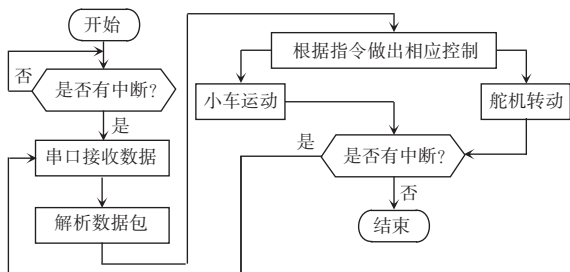 开始
否
是否有中断?
是
串口接收数据
解析数据包
根据指令做出相应控制
小车运动
舵机转动
是
是否有中断?
否
结束